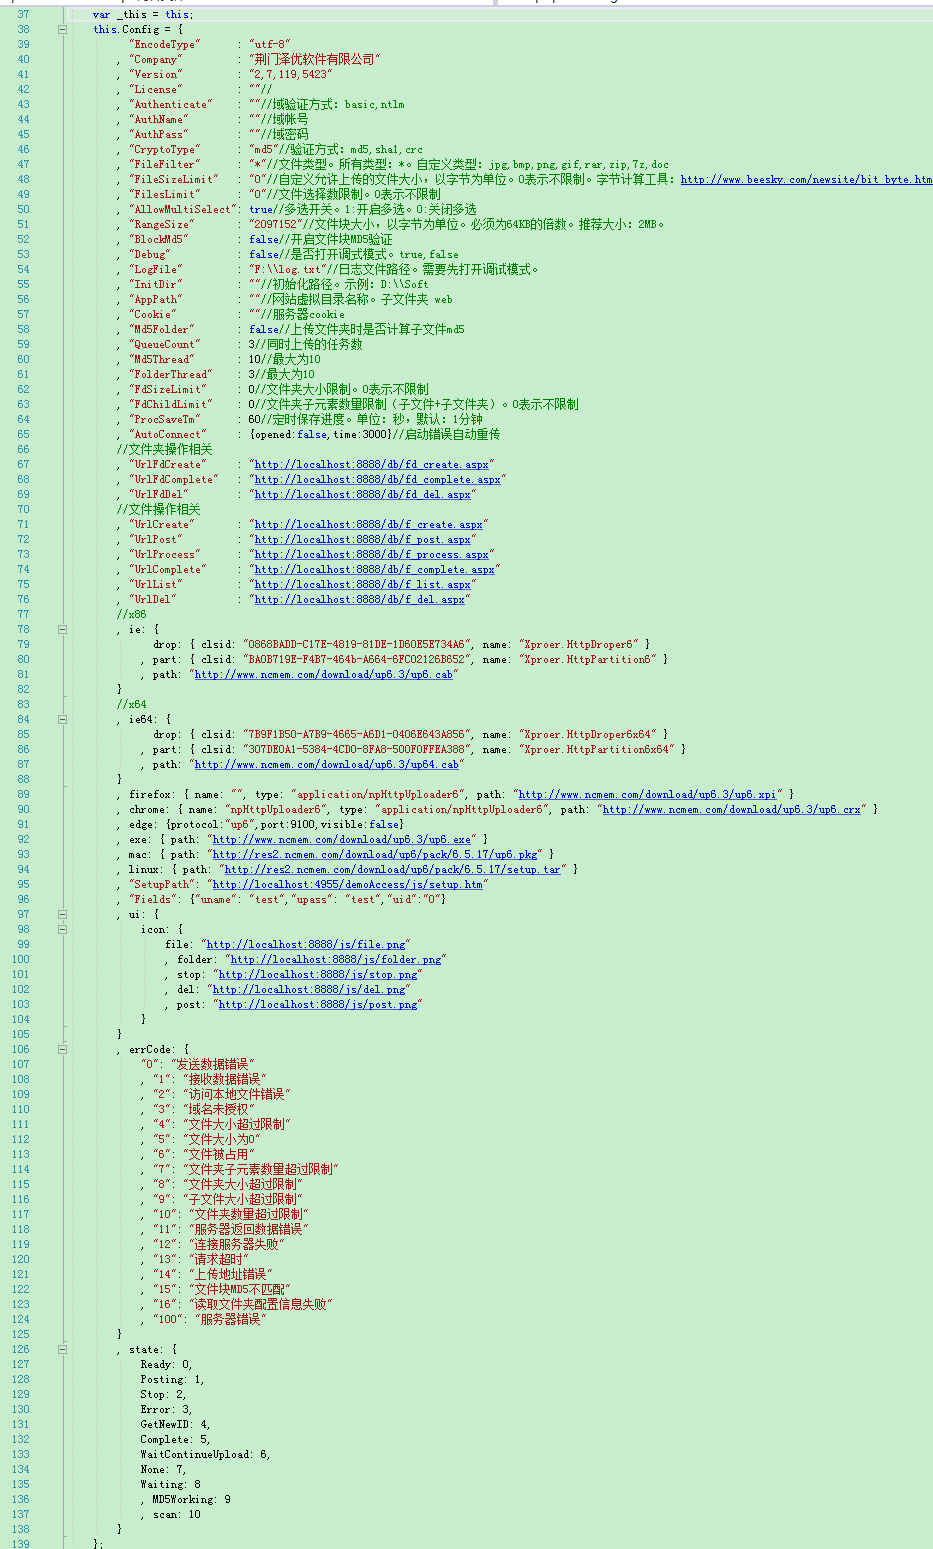 37 var _this = this;
38 this.Config = {
39 "EncodeType" : "utf-8"
40 , "Company" : "荆门泽优软件有限公司"
41 , "Version" : "2,7,119,5423"
42 , "License" : ""//
43 , "Authenticate" : ""//域验证方式：basic,ntlm
44 , "AuthName" : ""//域帐号
45 , "AuthPass" : ""//域密码
46 , "CryptoType" : "md5"//验证方式：md5,sha1,crc
47 , "FileFilter" : "*"//文件类型。所有类型：*。自定义类型：jpg,bmp,png,gif,rar,zip,7z,doc
48 , "FileSizeLimit" : "0"//自定义允许上传的文件大小，以字节为单位。0表示不限制。字节计算工具：http://www.beesky.com/newsite/bit_byte.htm
49 , "FilesLimit" : "0"//文件选择数限制。0表示不限制
50 , "AllowMultiSelect": true//多选开关。1:开启多选。0:关闭多选
51 , "RangeSize" : "2097152"//文件块大小，以字节为单位。必须为64KB的倍数。推荐大小：2MB。
52 , "BlockMd5" : false//开启文件块MD5验证
53 , "Debug" : false//是否打开调式模式。true,false
54 , "LogFile" : "F:\\log.txt"//日志文件路径。需要先打开调试模式。
55 , "InitDir" : ""//初始化路径。示例：D:\\Soft
56 , "AppPath" : ""//网站虚拟目录名称。子文件夹 web
57 , "Cookie" : ""//服务器cookie
58 , "Md5Folder" : false//上传文件夹时是否计算子文件md5
59 , "QueueCount" : 3//同时上传的任务数
60 , "Md5Thread" : 10//最大为10
61 , "FolderThread" : 3//最大为10
62 , "FdSizeLimit" : 0//文件夹大小限制。0表示不限制
63 , "FdChildLimit" : 0//文件夹子元素数量限制（子文件+子文件夹）。0表示不限制
64 , "ProcSaveTm" : 60//定时保存进度。单位：秒，默认：1分钟
65 , "AutoConnect" : {opened:false,time:3000}//启动错误自动重传
66 //文件夹操作相关
67 , "UrlFdCreate" : "http://localhost:8888/db/fd_create.aspx"
68 , "UrlFdComplete" : "http://localhost:8888/db/fd_complete.aspx"
69 , "UrlFdDel" : "http://localhost:8888/db/fd_del.aspx"
70 //文件操作相关
71 , "UrlCreate" : "http://localhost:8888/db/f_create.aspx"
72 , "UrlPost" : "http://localhost:8888/db/f_post.aspx"
73 , "UrlProcess" : "http://localhost:8888/db/f_process.aspx"
74 , "UrlComplete" : "http://localhost:8888/db/f_complete.aspx"
75 , "UrlList" : "http://localhost:8888/db/f_list.aspx"
76 , "UrlDel" : "http://localhost:8888/db/f_del.aspx"
77 //x86
78 , ie: {
79 drop: { clsid: "0868BADD-C17E-4819-81DE-1D60E5E734A6", name: "Xproer.HttpDroper6" }
80 , part: { clsid: "BA0B719E-F4B7-464b-A664-6FC02126B652", name: "Xproer.HttpPartition6" }
81 , path: "http://www.ncmem.com/download/up6.3/up6.cab"
82 }
83 //x64
84 , ie64: {
85 drop: { clsid: "7B9F1B50-A7B9-4665-A6D1-0406E643A856", name: "Xproer.HttpDroper6x64" }
86 , part: { clsid: "307DE0A1-5384-4CD0-8FA8-500F0FFEA388", name: "Xproer.HttpPartition6x64" }
87 , path: "http://www.ncmem.com/download/up6.3/up64.cab"
88 }
89 , firefox: { name: "", type: "application/npHttpUploader6", path: "http://www.ncmem.com/download/up6.3/up6.xpi" }
90 , chrome: { name: "npHttpUploader6", type: "application/npHttpUploader6", path: "http://www.ncmem.com/download/up6.3/up6.crx" }
91 , edge: {protocol:"up6",port:9100,visible:false}
92 , exe: { path: "http://www.ncmem.com/download/up6.3/up6.exe" }
93 , mac: { path: "http://res2.ncmem.com/download/up6/pack/6.5.17/up6.pkg" }
94 , linux: { path: "http://res2.ncmem.com/download/up6/pack/6.5.17/setup.tar" }
95 , "SetupPath": "http://localhost:4955/demoAccess/js/setup.htm"
96 , "Fields": {"uname": "test","upass": "test","uid":"0"}
97 , ui: {
98 icon: {
99 file: "http://localhost:8888/js/file.png"
100 , folder: "http://localhost:8888/js/folder.png"
101 , stop: "http://localhost:8888/js/stop.png"
102 , del: "http://localhost:8888/js/del.png"
103 , post: "http://localhost:8888/js/post.png"
104 }
105 }
106 , errCode: {
107 "0": "发送数据错误"
108 , "1": "接收数据错误"
109 , "2": "访问本地文件错误"
110 , "3": "域名未授权"
111 , "4": "文件大小超过限制"
112 , "5": "文件大小为0"
113 , "6": "文件被占用"
114 , "7": "文件夹子元素数量超过限制"
115 , "8": "文件夹大小超过限制"
116 , "9": "子文件大小超过限制"
117 , "10": "文件夹数量超过限制"
118 , "11": "服务器返回数据错误"
119 , "12": "连接服务器失败"
120 , "13": "请求超时"
121 , "14": "上传地址错误"
122 , "15": "文件块MD5不匹配"
123 , "16": "读取文件夹配置信息失败"
124 , "100": "服务器错误"
125 }
126 , state: {
127 Ready: 0,
128 Posting: 1,
129 Stop: 2,
130 Error: 3,
131 GetNewID: 4,
132 Complete: 5,
133 WaitContinueUpload: 6,
134 None: 7,
135 Waiting: 8
136 , MD5Working: 9
137 , scan: 10
138 }
139 };